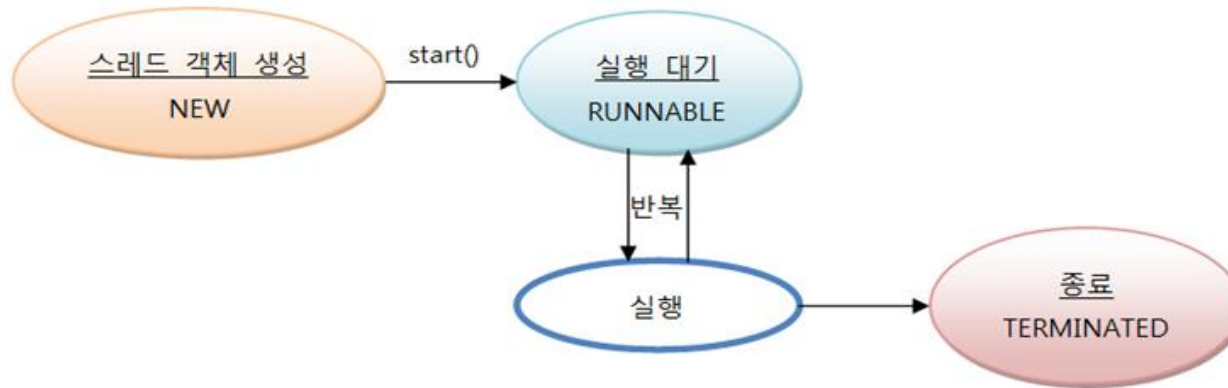 스레드 객체 생성
NEW
start()
실행 대기
RUNNABLE
반복
실행
종료
TERMINATED